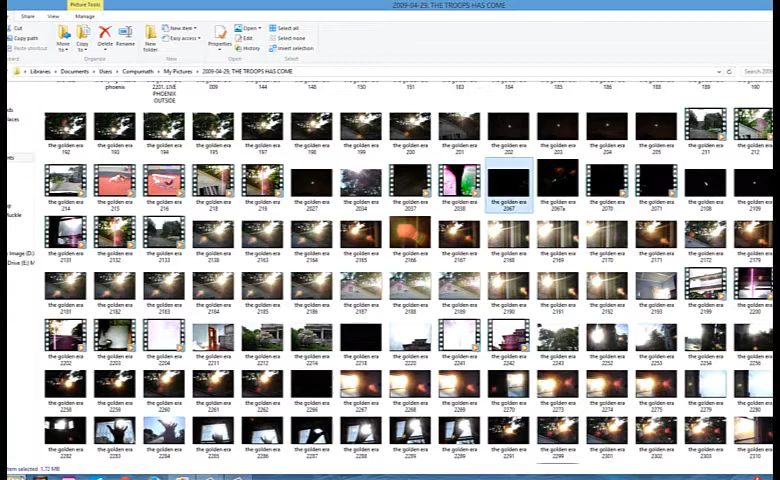 Picture Tools
2009-04-29, THE TROOPS HAS COME
Share View Manage
Cut
Copy path
Paste shortcut
Move to
Copy to
Delete
Rename
New folder
New item
Easy access
Properties
Open
Edit
History
Select all
Select none
Invert selection
Organize New Open Select
Libraries Documents Users Compumath My Pictures 2009-04-29, THE TROOPS HAS COME
phoenix
2201, LIVE
PHOENIX
OUTSIDE
009 144 148 150 151 183 184 185 187 188 189 190
the golden era the golden era the golden era the golden era the golden era the golden era the golden era the golden era the golden era the golden era the golden era the golden era the golden era the golden era the golden era
192 193 194 195 197 198 199 200 201 202 203 204 205 211 212
the golden era the golden era the golden era the golden era the golden era the golden era the golden era the golden era the golden era the golden era the golden era the golden era the golden era the golden era the golden era
214 215 216 218 219 2027 2034 2037 2038 2067 2067a 2070 2071 2108 2109
the golden era the golden era the golden era the golden era the golden era the golden era the golden era the golden era the golden era the golden era the golden era the golden era the golden era the golden era the golden era
2131 2132 2133 2138 2163 2164 2165 2166 2167 2168 2169 2170 2171 2172 2179
the golden era the golden era the golden era the golden era the golden era the golden era the golden era the golden era the golden era the golden era the golden era the golden era the golden era the golden era the golden era
2181 2182 2183 2184 2185 2186 2187 2188 2189 2191 2192 2193 2199 2200
the golden era the golden era the golden era the golden era the golden era the golden era the golden era the golden era the golden era the golden era the golden era the golden era the golden era the golden era the golden era
2202 2203 2204 2211 2212 2214 2218 2220 2241 2242 2243 2252 2253 2254 2256
the golden era the golden era the golden era the golden era the golden era the golden era the golden era the golden era the golden era the golden era the golden era the golden era the golden era the golden era the golden era
2258 2259 2260 2261 2262 2266 2267 2268 2269 2270 2273 2274 2275 2279 2280
the golden era the golden era the golden era the golden era the golden era the golden era the golden era the golden era the golden era the golden era the golden era the golden era the golden era the golden era the golden era
2282 2283 2284 2285 2286 2287 2288 2289 2291 2299 2301 2302 2303 2310
item selected 1.72 MB